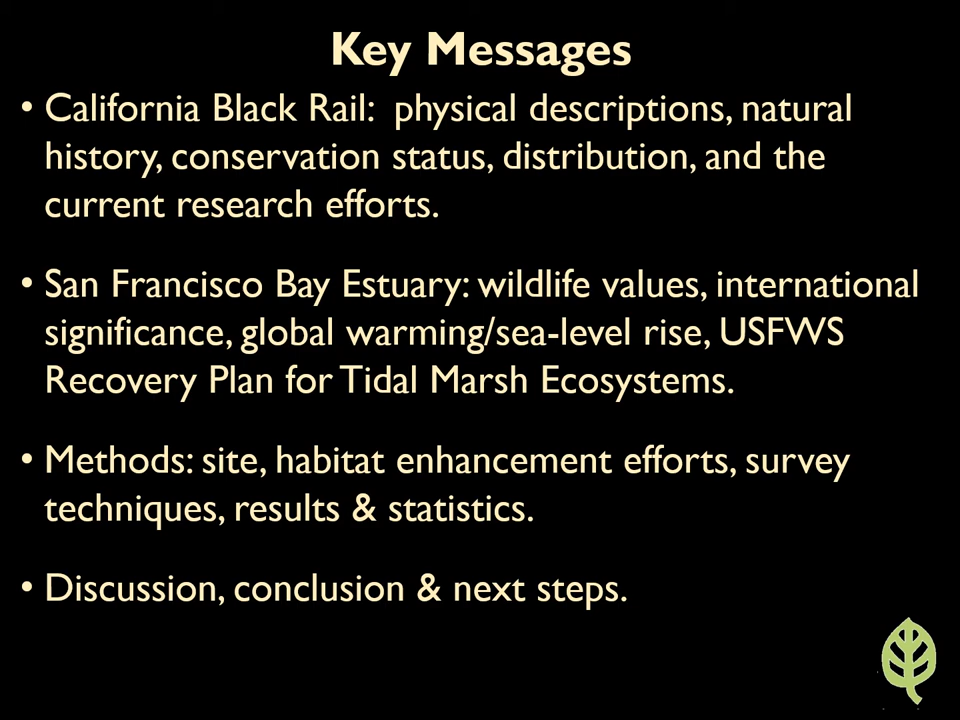 Key Messages
• California Black Rail:  physical descriptions, natural
history, conservation status, distribution, and the
current research efforts.
• San Francisco Bay Estuary: wildlife values, international
significance, global warming/sea-level rise, USFWS
Recovery Plan for Tidal Marsh Ecosystems.
• Methods: site, habitat enhancement efforts, survey
techniques, results & statistics.
• Discussion, conclusion & next steps.